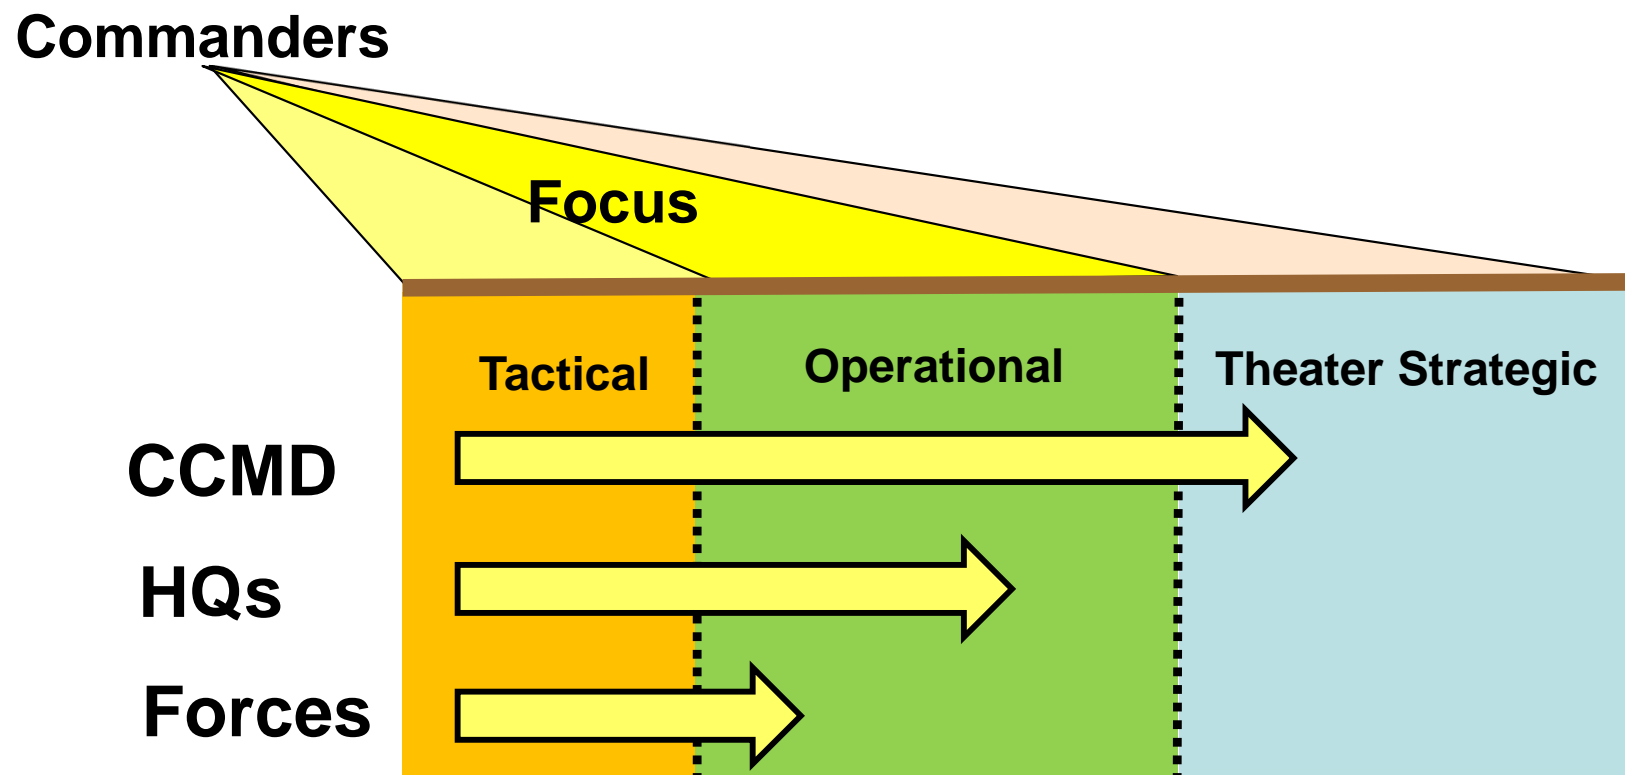 Commanders
Focus
Tactical
Operational
Theater Strategic
CCMD
HQs
Forces